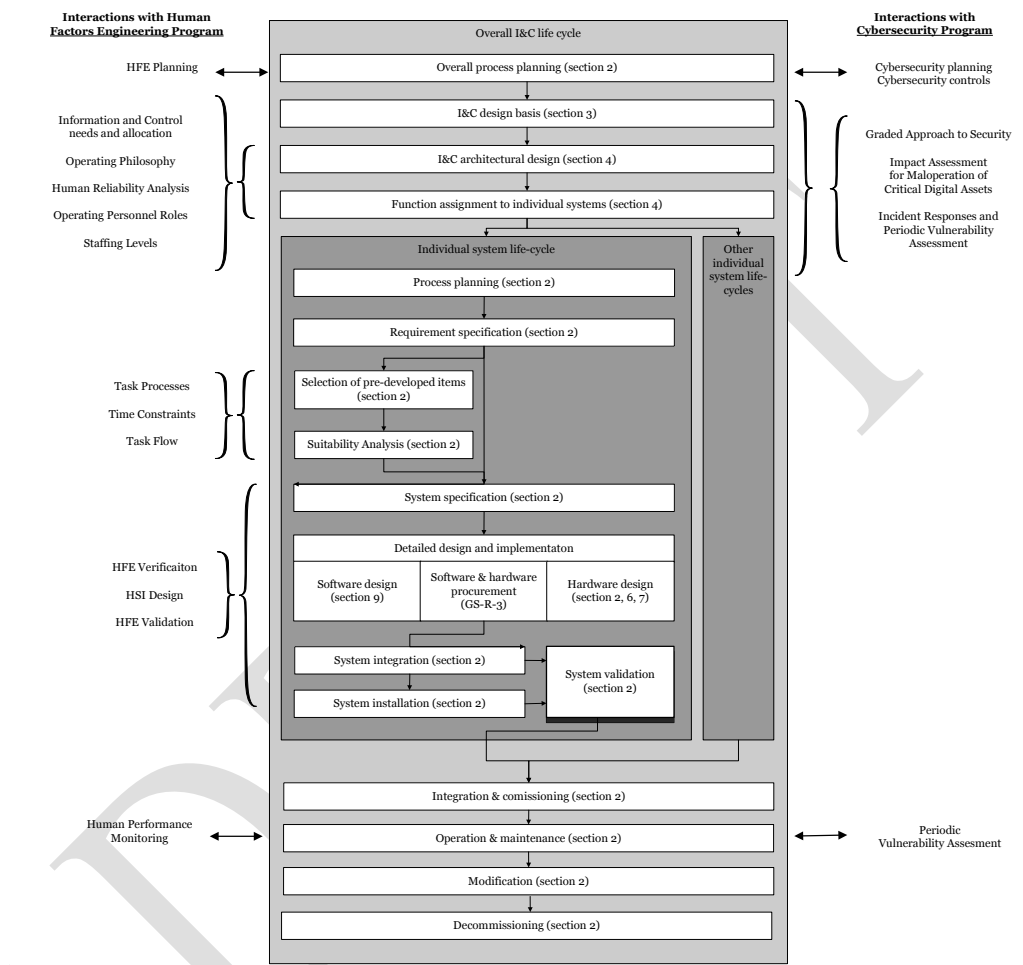 Interactions with Human
Factors Engineering Program
Interactions with
Cybersecurity Program
Overall I&C life cycle
HFE Planning
Overall process planning (section 2)
Cybersecurity planning
Cybersecurity controls
I&C design basis (section 3)
Information and Control
needs and allocation
Operating Philosophy
Human Reliability Analysis
Operating Personnel Roles
Staffing Levels
I&C architectural design (section 4)
Function assignment to individual systems (section 4)
Graded Approach to Security
Impact Assessment
for Maloperation of
Critical Digital Assets
Incident Responses and
Periodic Vulnerability
Assessment
Individual system life-cycle
Other
individual
system life-
cycles
Process planning (section 2)
Requirement specification (section 2)
Selection of pre-developed items
(section 2)
Suitability Analysis (section 2)
Task Processes
Time Constraints
Task Flow
System specification (section 2)
Detailed design and implementaton
Software design
(section 9)
Software & hardware
procurement
(GS-R-3)
Hardware design
(section 2, 6, 7)
HFE Verificaiton
HSI Design
HFE Validation
System integration (section 2)
System validation
(section 2)
System installation (section 2)
Integration & comissioning (section 2)
Human Performance
Monitoring
Operation & maintenance (section 2)
Periodic
Vulnerability Assesment
Modification (section 2)
Decommissioning (section 2)